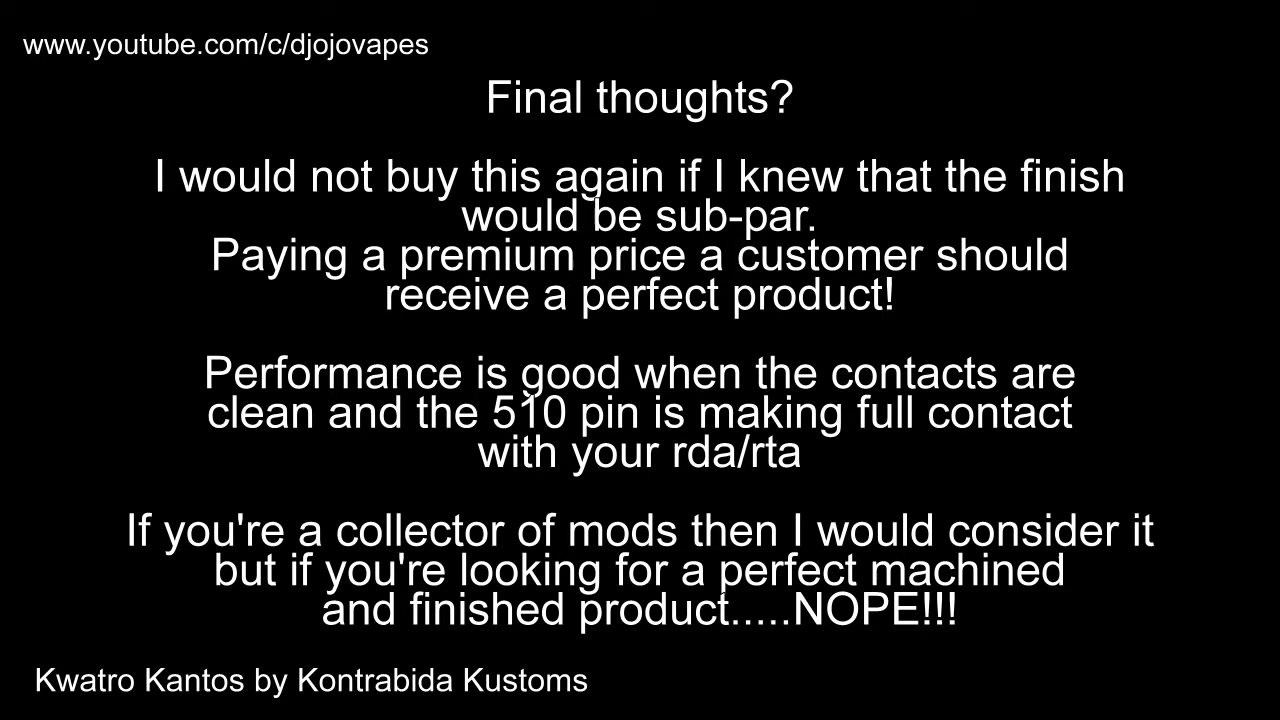 www.youtube.com/c/djojovapes
Final thoughts?
I would not buy this again if I knew that the finish
would be sub-par.
Paying a premium price a customer should
receive a perfect product!
Performance is good when the contacts are
clean and the 510 pin is making full contact
with your rda/rta
If you're a collector of mods then I would consider it
but if you're looking for a perfect machined
and finished product.....NOPE!!!
Kwatro Kantos by Kontrabida Kustoms